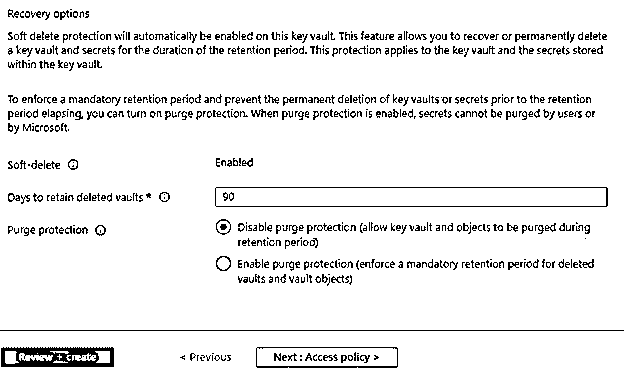 Recovery options
Soft delete protection will automatically be enabled on this key vault. This feature allows you to recover or permanently delete
a key vault and secrets for the duration of the retention period. This protection applies to the key vault and the secrets stored
within the key vault.
To enforce a mandatory retention period and prevent the permanent deletion of key vaults or secrets prior to the retention
period elapsing, you can turn on purge protection. When purge protection is enabled, secrets cannot be purged by users or
by Microsoft.
Soft-delete Enabled
Days to retain deleted vaults * 90
Purge protection Disable purge protection (allow key vault and objects to be purged during
retention period)
Enable purge protection (enforce a mandatory retention period for deleted
vaults and vault objects)
Review + create < Previous Next : Access policy >